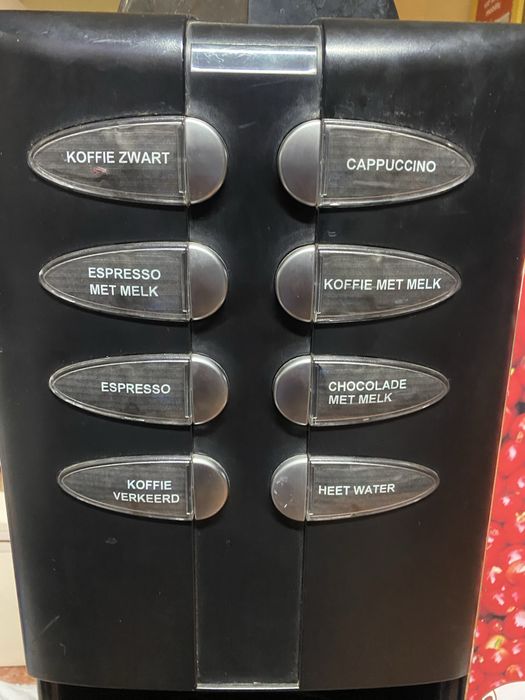 KOFFIE ZWART
CAPPUCCINO
ESPRESSO
MET MELK
KOFFIE MET MELK
ESPRESSO
CHOCOLADE
MET MELK
KOFFIE
VERKEERD
HEET WATER